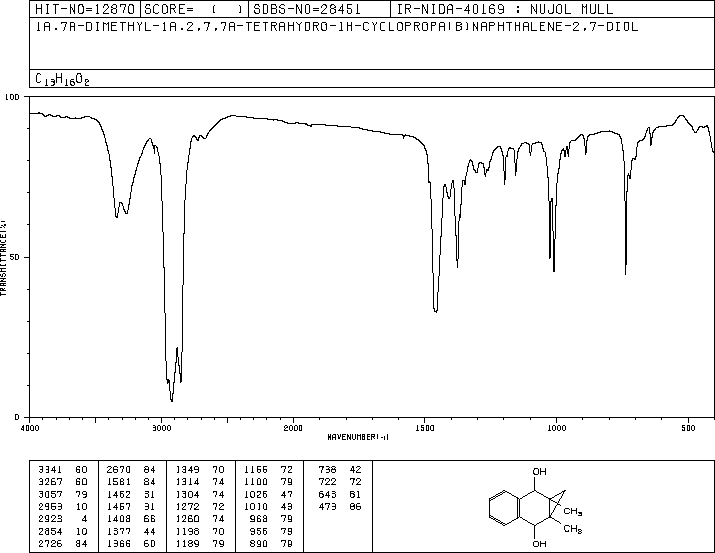 HIT-NO=12870 SCORE= ( ) SDBS-NO=28451 IR-NIDA-40169 : NUJOL MULL
1A,7A-DIMETHYL-1A,2,7,7A-TETRAHYDRO-1H-CYCLOPROPA(B)NAPHTHALENE-2,7-DIOL
C13H16O2
100
50
0
TRANSMITTANCE(%)
4000 3000 2000 1500 1000 500
WAVENUMBER(-1)
3341 60 2670 84 1349 70 1156 72 738 42
3267 60 1581 84 1314 74 1100 79 722 72
3057 79 1462 31 1304 74 1026 47 643 81
2953 10 1457 31 1272 72 1010 43 473 86
2923 4 1408 66 1260 74 968 79
2854 10 1377 44 1198 70 956 79
2726 84 1366 60 1189 79 890 79
OH
CH3
CH3
OH